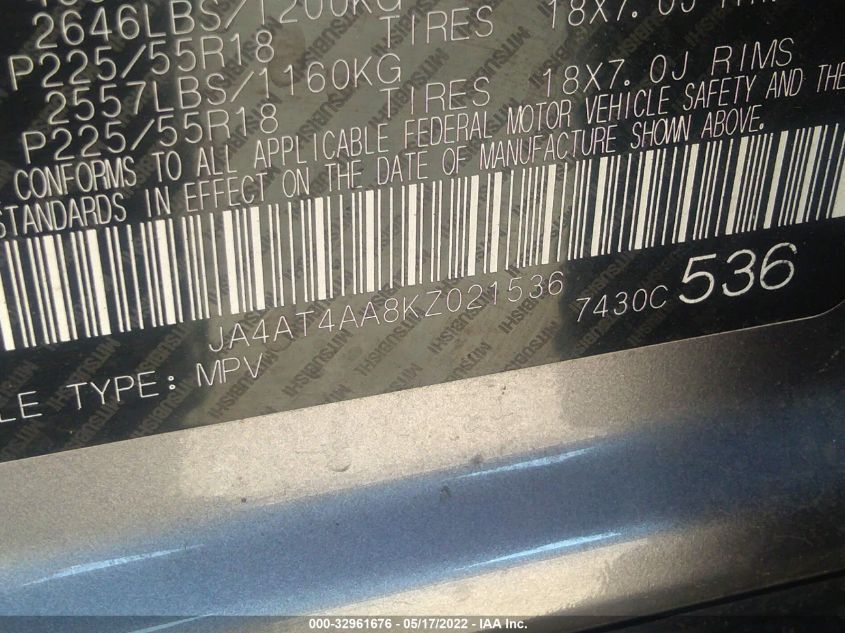 2646LBS/1200KG TIRES 18X7.0J
P225/55R18
2557LBS/1160KG TIRES 18X7.0J RIMS
P225/55R18
CONFORMS TO ALL APPLICABLE FEDERAL MOTOR VEHICLE SAFETY AND THE
STANDARDS IN EFFECT ON THE DATE OF MANUFACTURE SHOWN ABOVE.
JA4AT4AA8KZ021536 7430C 536
LE TYPE: MPV
MITSUBISHI
000-32961676 - 05/17/2022 - IAA Inc.